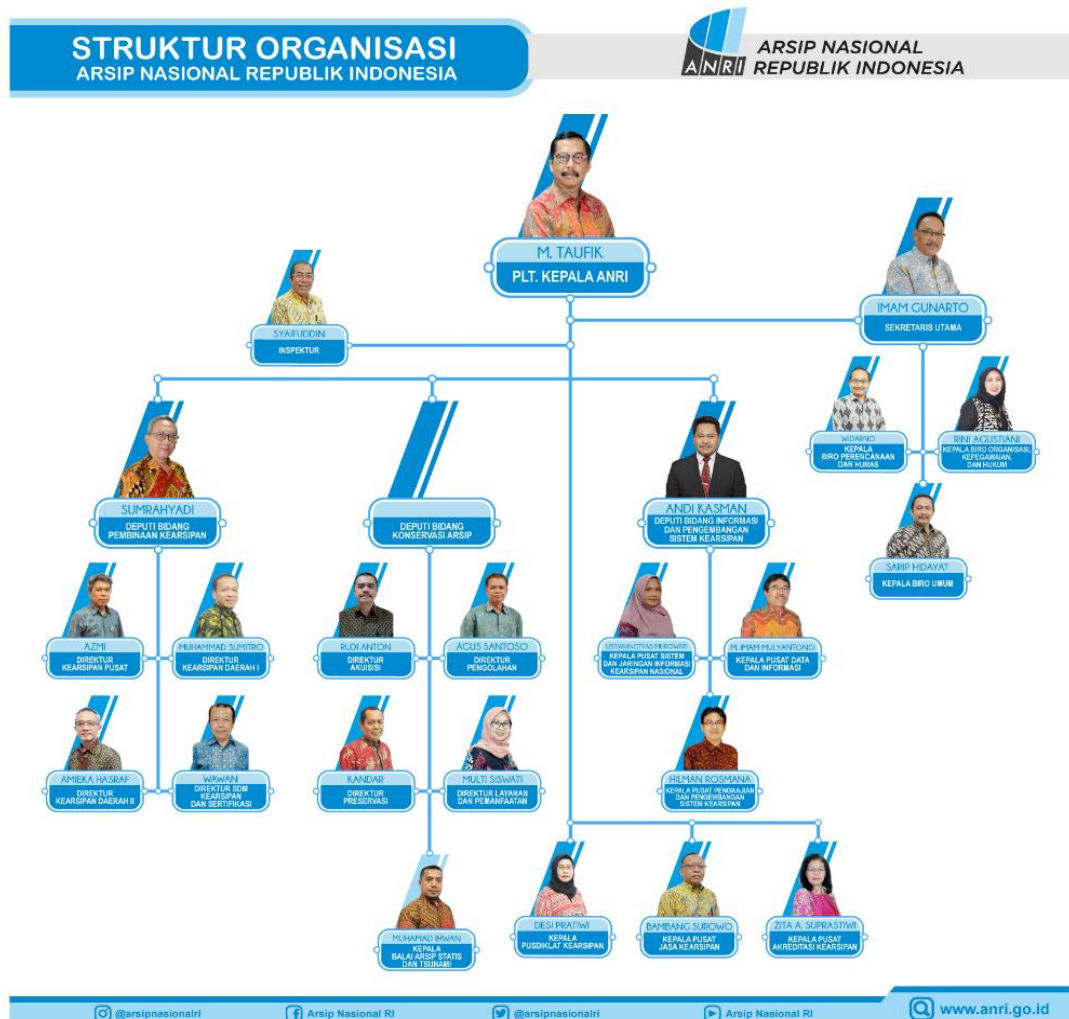 STRUKTUR ORGANISASI
ARSIP NASIONAL REPUBLIK INDONESIA
ANRI
ARSIP NASIONAL
REPUBLIK INDONESIA
M. TAUFIK
PLT. KEPALA ANRI
IMAM GUNARTO
SEKRETARIS UTAMA
SYAIFUDDIN
INSPEKTUR
WIDARNO
KEPALA
BIRO PERENCANAAN
DAN HUMAS
RINI AGUSTIANI
KEPALA BIRO ORGANISASI,
KEPEGAWAIAN,
DAN HUKUM
SARIP HIDAYAT
KEPALA BIRO UMUM
SUMRAHYADI
DEPUTI BIDANG
PEMBINAAN KEARSIPAN
DEPUTI BIDANG
KONSERVASI ARSIP
ANDI KASMAN
DEPUTI BIDANG INFORMASI
DAN PENGEMBANGAN
SISTEM KEARSIPAN
AZMI
DIREKTUR
KEARSIPAN PUSAT
MUHAMMAD SUMITRO
DIREKTUR
KEARSIPAN DAERAH I
RUDI ANTON
DIREKTUR
AKUISISI
AGUS SANTOSO
DIREKTUR
PENGOLAHAN
KEPALA PUSAT SISTEM
DAN JARINGAN INFORMASI
KEARSIPAN NASIONAL
M. IMAM MULYANTONO
KEPALA PUSAT DATA
DAN INFORMASI
AMIEKA HASRAF
DIREKTUR
KEARSIPAN DAERAH II
WAWAN
DIREKTUR SDM
KEARSIPAN
DAN SERTIFIKASI
KANDAR
DIREKTUR
PRESERVASI
MULTI SISWATI
DIREKTUR LAYANAN
DAN PEMANFAATAN
HILMAN ROSMANA
KEPALA PUSAT PENGKAJIAN
DAN PENGEMBANGAN
SISTEM KEARSIPAN
MUHAMAD IHWAN
KEPALA
BALAI ARSIP STATIS
DAN TSUNAMI
DESI PRATIWI
KEPALA
PUSDIKLAT KEARSIPAN
BAMBANG SUROWO
KEPALA PUSAT
JASA KEARSIPAN
ZITA A. SUPRASTIWI
KEPALA PUSAT
AKREDITASI KEARSIPAN
@arsipnasionalri
Arsip Nasional RI
@arsipnasionalri
Arsip Nasional RI
www.anri.go.id